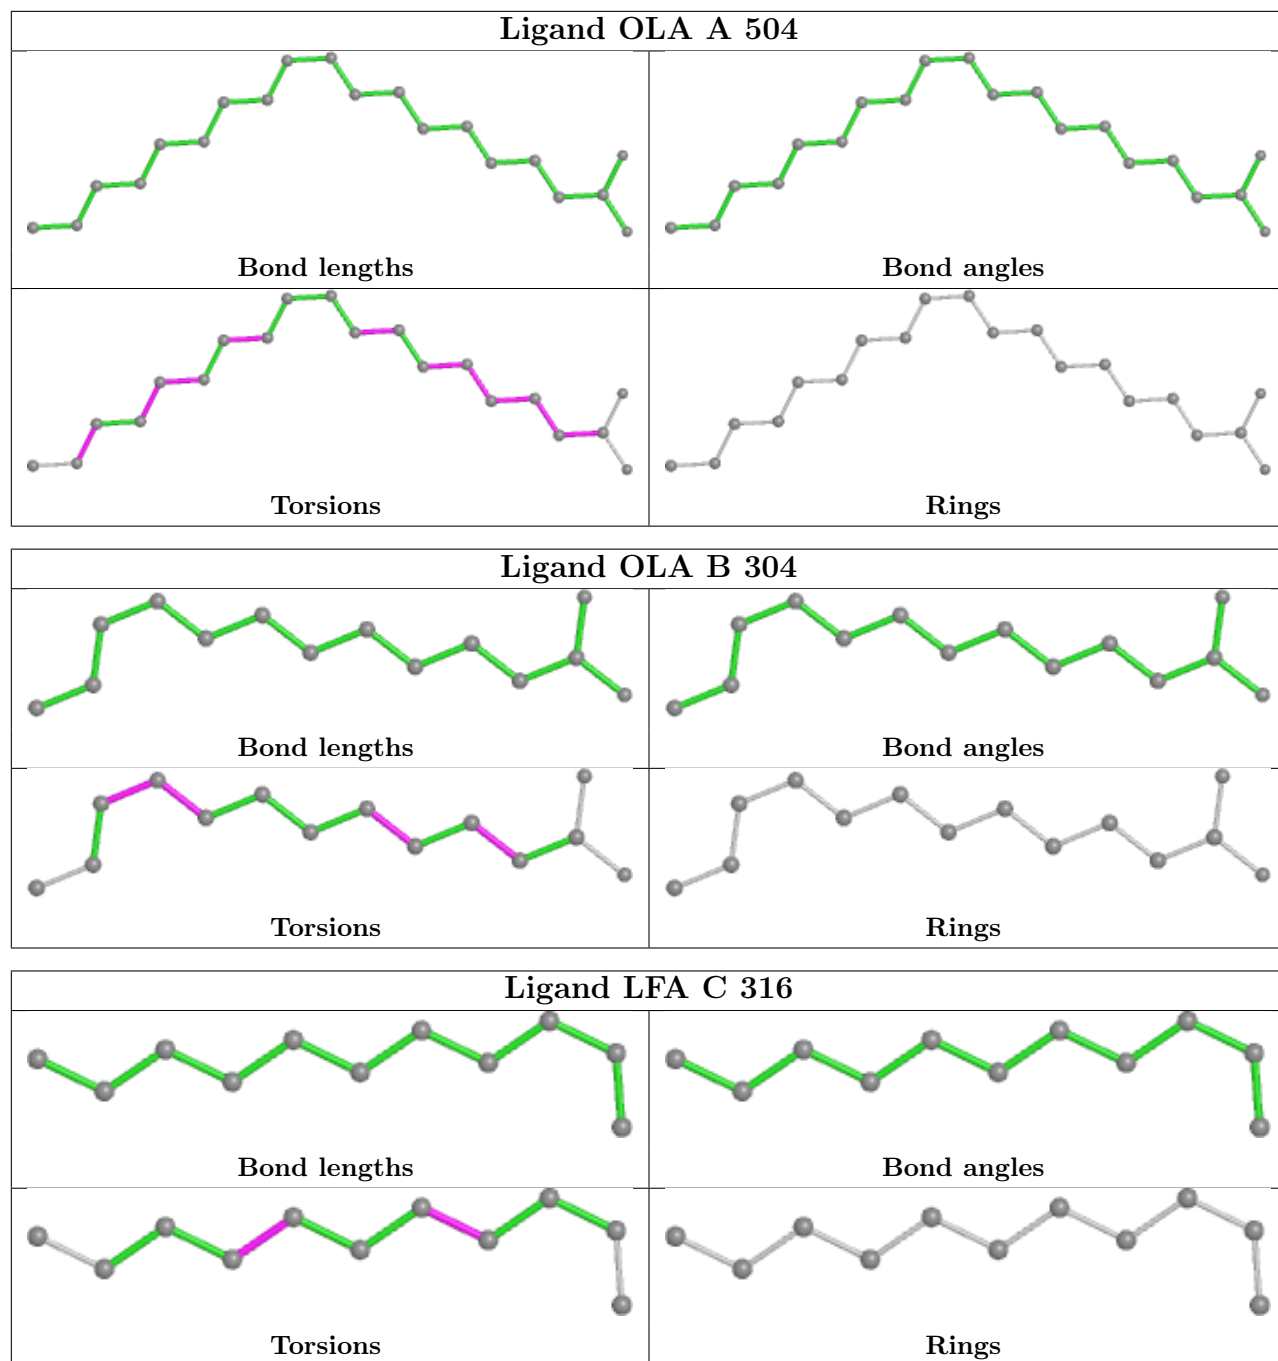 Ligand OLA A 504
Bond lengths
Bond angles
Torsions
Rings
Ligand OLA B 304
Bond lengths
Bond angles
Torsions
Rings
Ligand LFA C 316
Bond lengths
Bond angles
Torsions
Rings